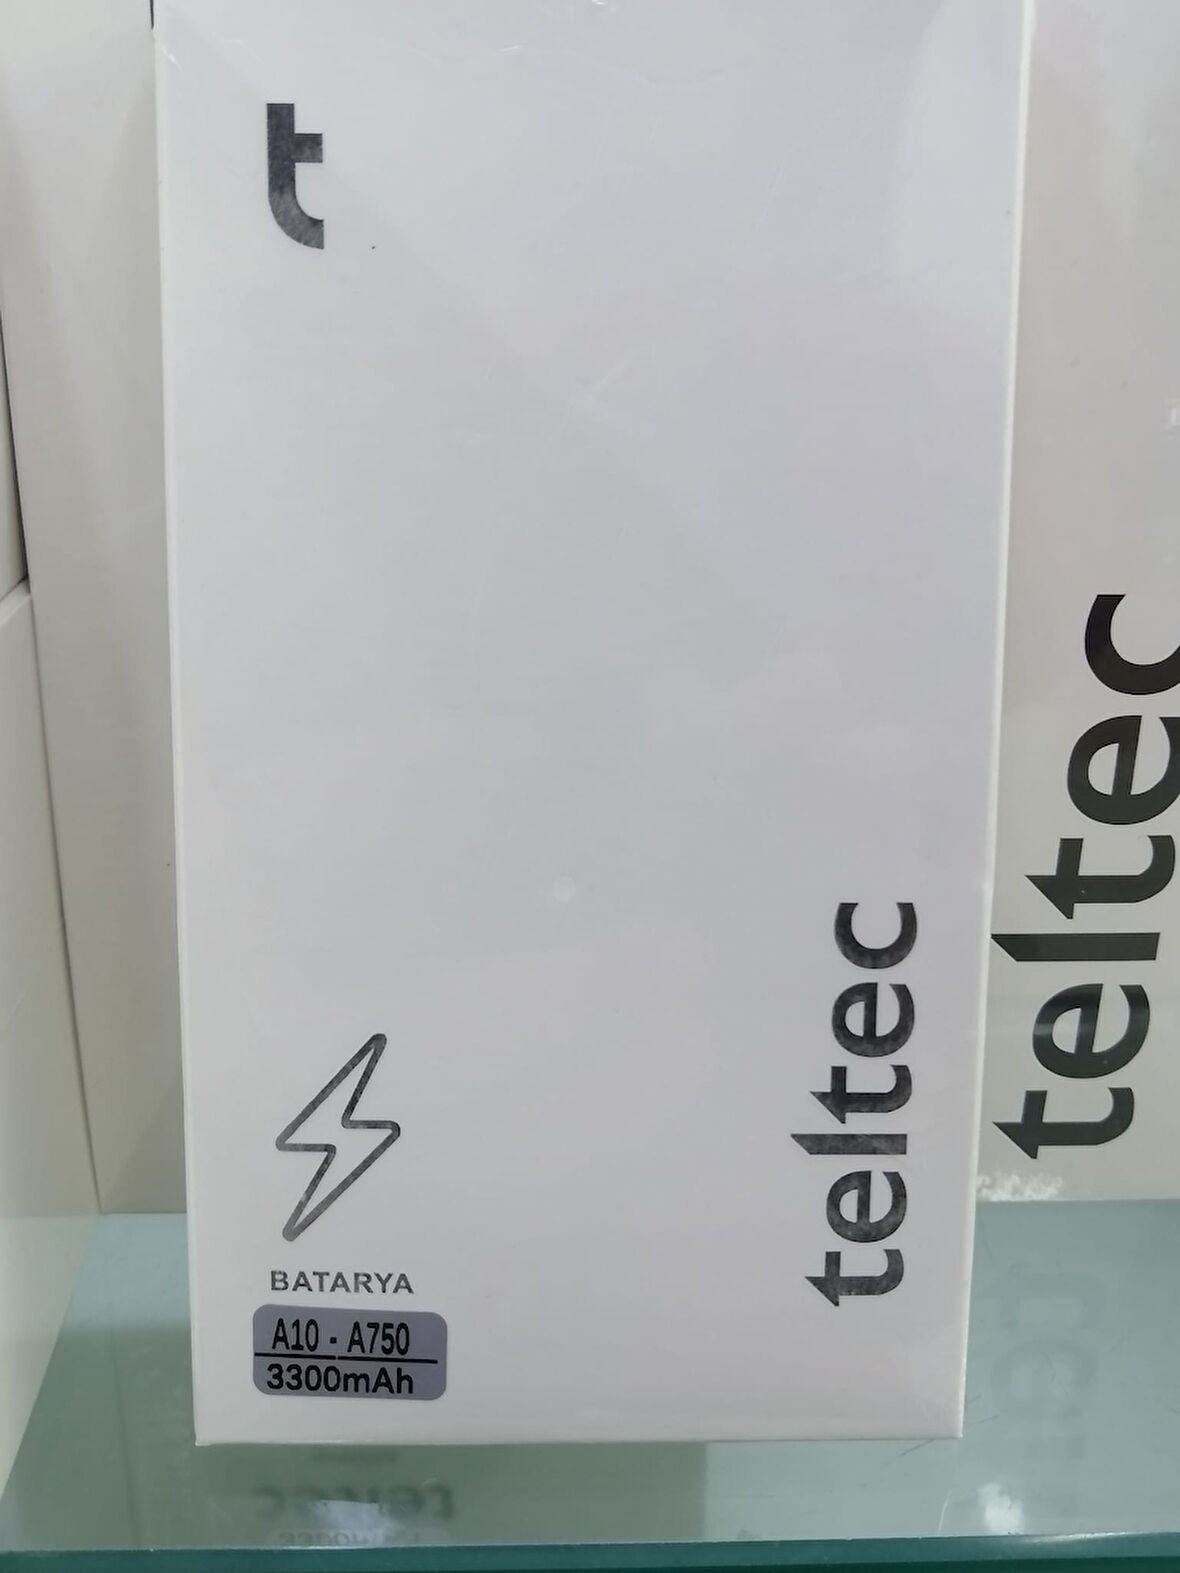 t
teltec
teltec
BATARYA
A10 - A750
3300mAh